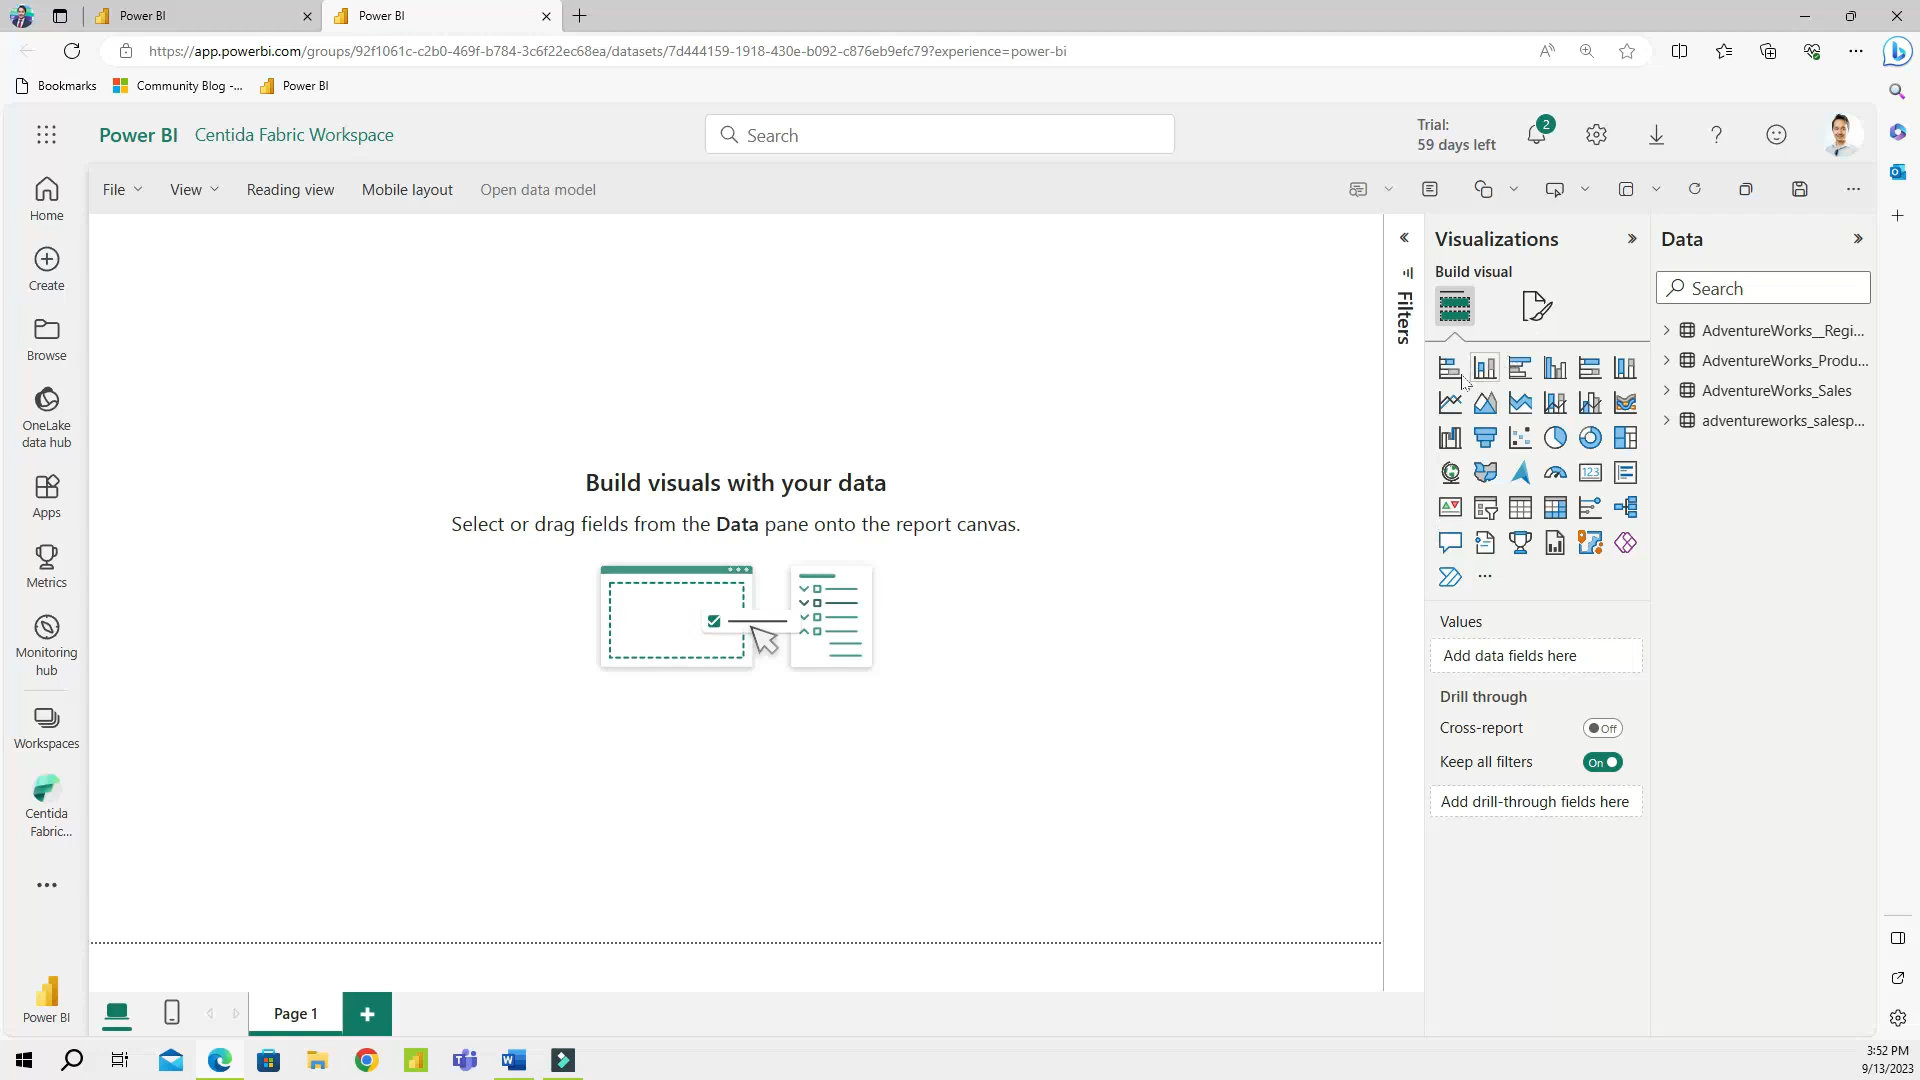 Power BI
Power BI
https://app.powerbi.com/groups/92f1061c-c2b0-469f-b784-3c6f22ec68ea/datasets/7d444159-1918-430e-b092-c876eb9efc79?experience=power-bi
Bookmarks
Community Blog -...
Power BI
Power BI Centida Fabric Workspace
Search
Trial:
59 days left
2
File
View
Reading view
Mobile layout
Open data model
Home
Create
Browse
OneLake
data hub
Apps
Metrics
Monitoring
hub
Workspaces
Centida
Fabric...
Power BI
Build visuals with your data
Select or drag fields from the Data pane onto the report canvas.
Filters
Visualizations
Build visual
123
Values
Add data fields here
Drill through
Cross-report
Off
Keep all filters
On
Add drill-through fields here
Data
Search
AdventureWorks__Regi...
AdventureWorks_Produ...
AdventureWorks_Sales
adventureworks_salesp...
Page 1
3:52 PM
9/13/2023